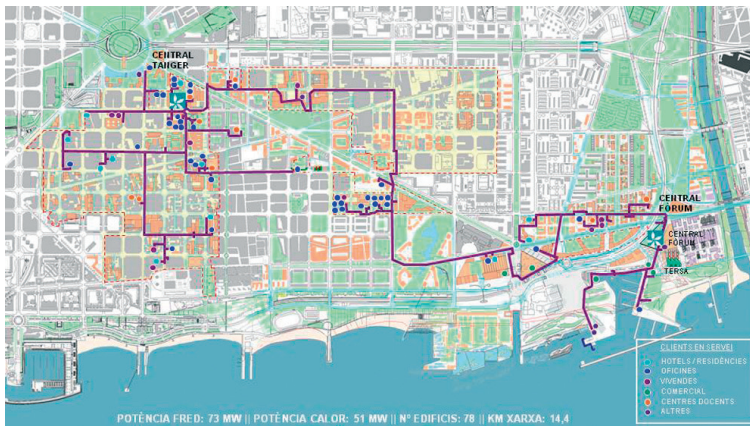 CENTRAL
TANGER
CENTRAL
FÒRUM
CENTRAL
FÒRUM
TERSA
CLIENTS EN SERVEI
HOTELS / RESIDÈNCIES
OFICINES
VIVENDES
COMERCIAL
CENTRES DOCENTS
ALTRES
POTÈNCIA FRED: 73 MW || POTÈNCIA CALOR: 51 MW || Nº EDIFICIS: 78 || KM XARXA: 14,4